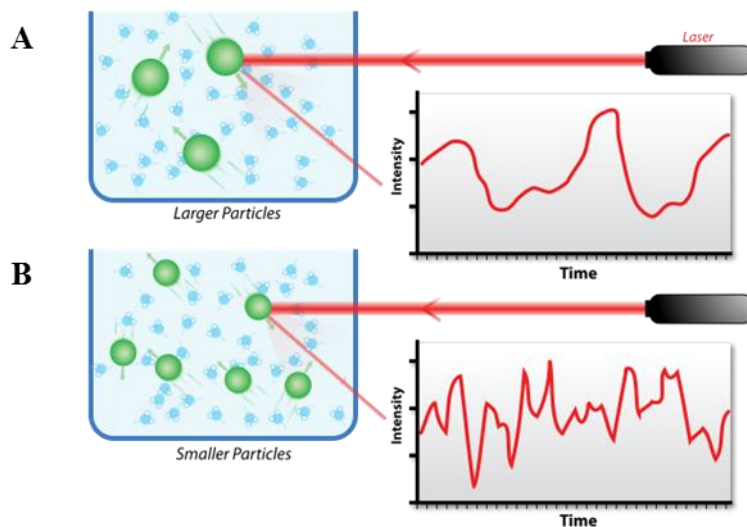 A
Laser
Intensity
Time
Larger Particles
B
Intensity
Time
Smaller Particles